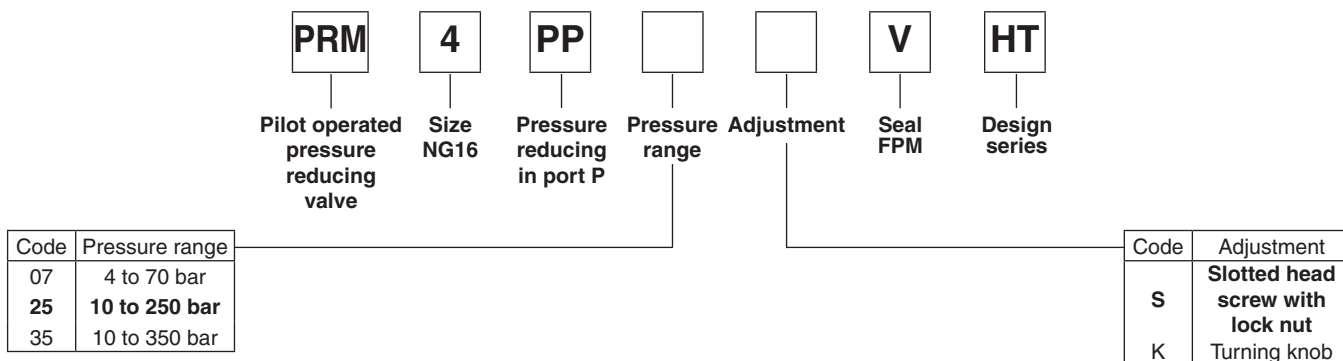 PRM 4 PP V HT
Pilot operated pressure reducing valve
Size NG16
Pressure reducing in port P
Pressure range
Adjustment
Seal FPM
Design series
Code Pressure range
07 4 to 70 bar
25 10 to 250 bar
35 10 to 350 bar
Code Adjustment
S Slotted head screw with lock nut
K Turning knob